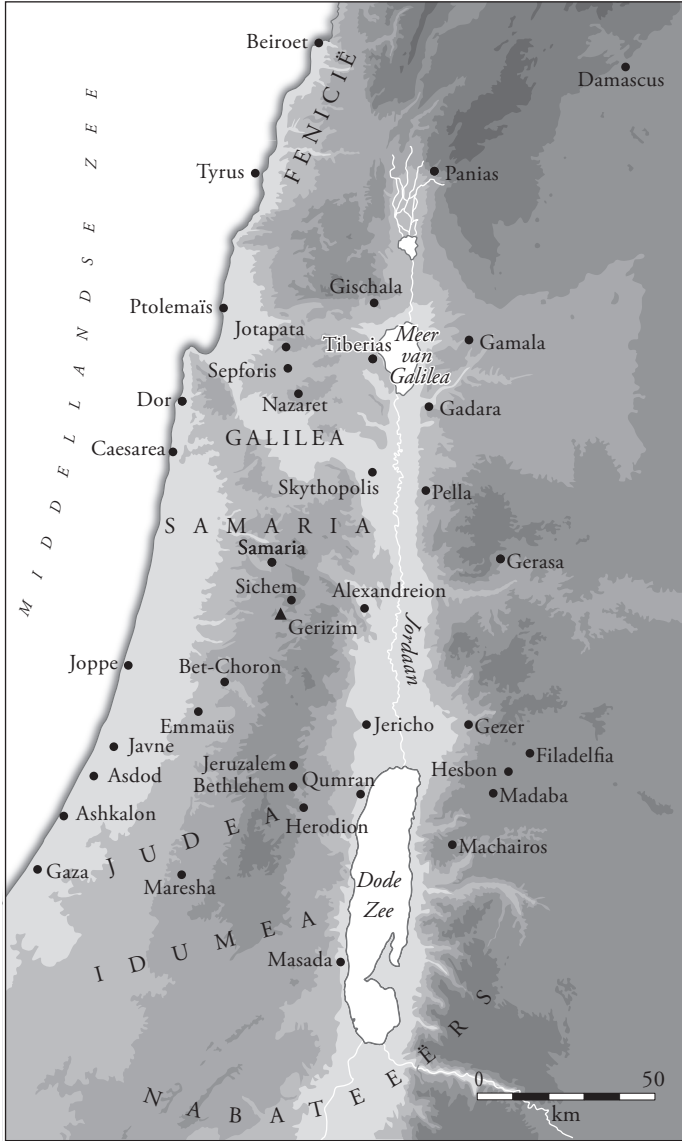 Beiroet
Damascus
FENICIË
MIDDELLANDSE ZEE
Tyrus
Panias
Gischala
Ptolemaïs
Jotapata
Tiberias
Meer
van
Galilea
Gamala
Sepforis
Nazaret
Dor
Gadara
GALILEA
Caesarea
Skythopolis
Pella
SAMARIA
Samaria
Gerasa
Sichem
Alexandreion
Gerizim
Jordaan
Joppe
Bet-Choron
Emmaüs
Jericho
Gezer
Javne
Filadelfia
Jeruzalem
Hesbon
Asdod
Bethlehem
Qumran
Madaba
Ashkalon
Herodion
JUDEA
Machairos
Gaza
Maresha
Dode
Zee
IDUMEA
Masada
NABATEEËRS
0 50
km